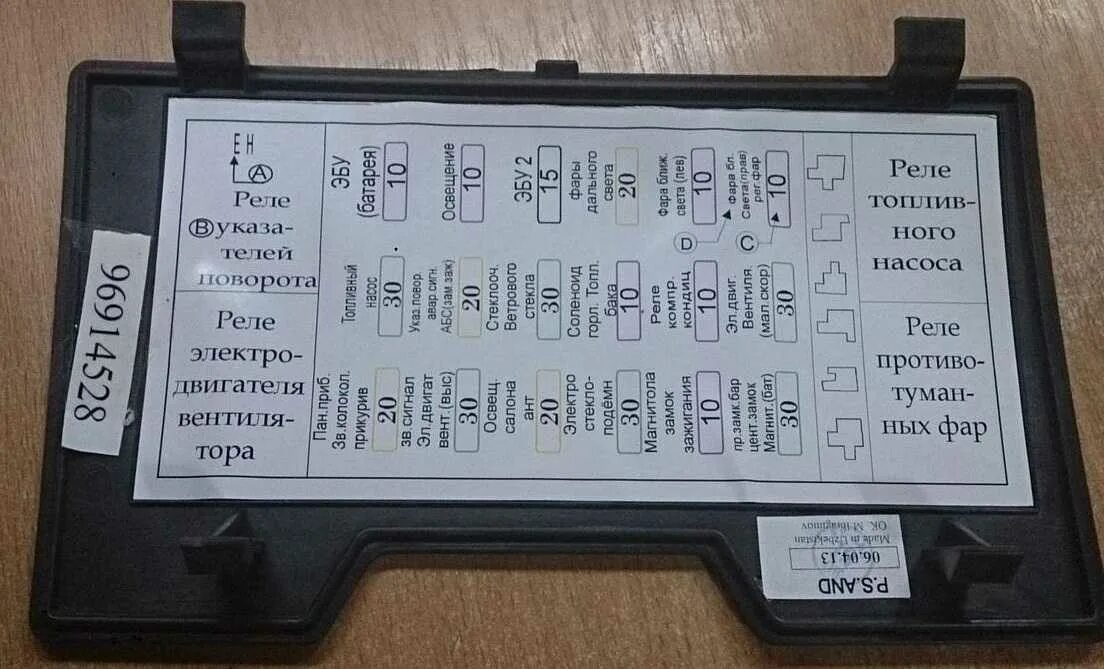 EH
A
Реле
B указа-
телей
поворота
Реле
электро-
двигателя
вентиля-
тора
ЭБУ
(батарея)
10
Освещение
10
ЭБУ 2
15
фары
дальнего
света
20
Фара ближ.
света (лев)
10
Фара бл.
Света(прав)
рег.фар
10
D
C
Топливный
насос
30
Указ.повор.
авар.сигн.
АБС(зам.заж)
20
Стеклооч.
Ветрового
стекла
30
Соленоид
горл. Топл.
бака
10
Реле
компр.
кондиц
10
Эл.двиг.
Вентиля.
(мал.скор)
30
Пан.приб.
Зв.колокол.
прикурив
20
зв.сигнал
Эл.двигат
вент.(выс)
30
Освещ.
салона
ант
20
Электро
стекло-
подёмн
30
Магнитола
замок
зажигания
10
пр.замк.бар
цент.замок
Магнит.(бат)
30
Реле
топлив-
ного
насоса
Реле
противо-
туман-
ных фар
96914528
P.S.AND
06.04.13
Made in Uzbekistan
OK M Ibragimov